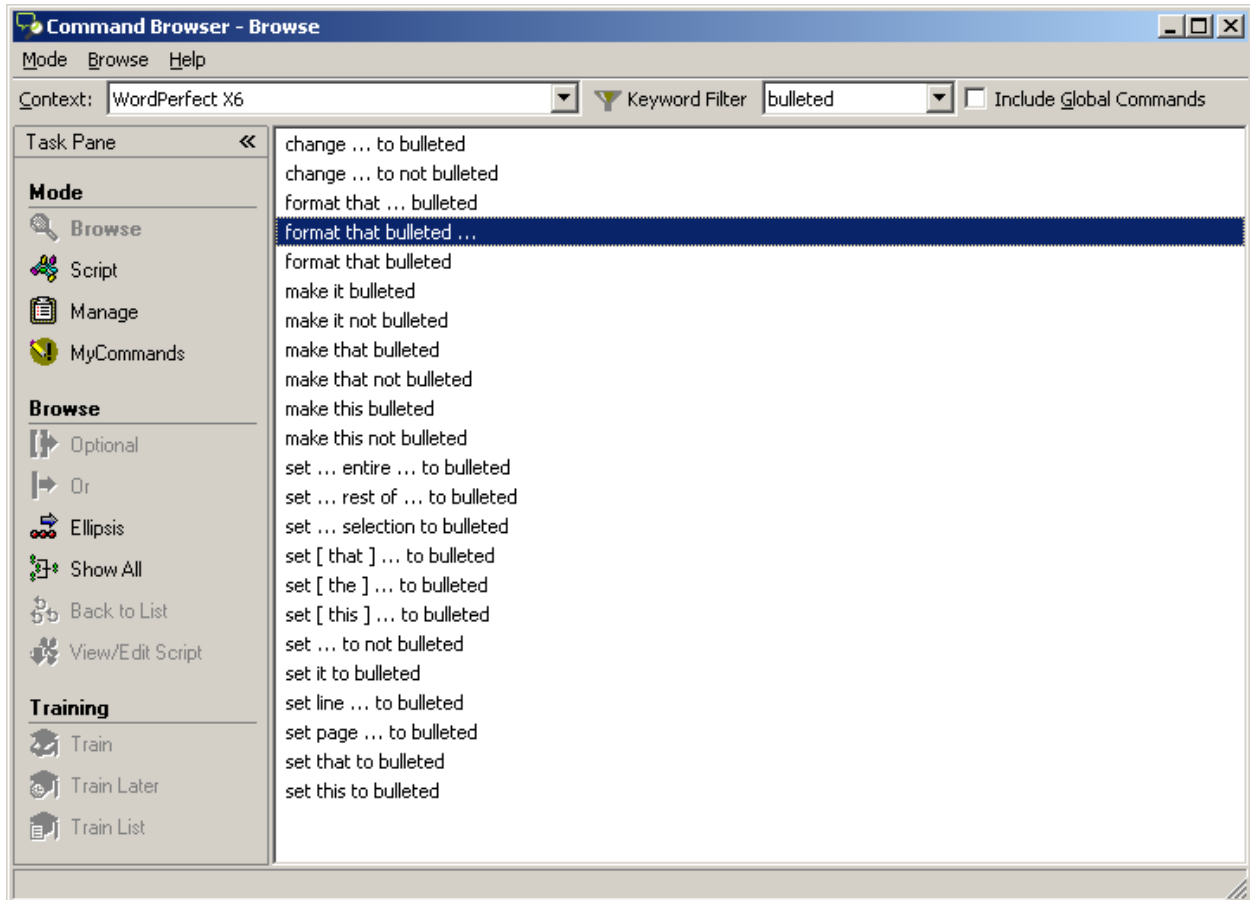 Command Browser - Browse
Mode Browse Help
Context: WordPerfect X6 Keyword Filter bulleted Include Global Commands
Task Pane «
Mode
Browse
Script
Manage
MyCommands
Browse
Optional
Or
Ellipsis
Show All
Back to List
View/Edit Script
Training
Train
Train Later
Train List
change ... to bulleted
change ... to not bulleted
format that ... bulleted
format that bulleted ...
format that bulleted
make it bulleted
make it not bulleted
make that bulleted
make that not bulleted
make this bulleted
make this not bulleted
set ... entire ... to bulleted
set ... rest of ... to bulleted
set ... selection to bulleted
set [ that ] ... to bulleted
set [ the ] ... to bulleted
set [ this ] ... to bulleted
set ... to not bulleted
set it to bulleted
set line ... to bulleted
set page ... to bulleted
set that to bulleted
set this to bulleted